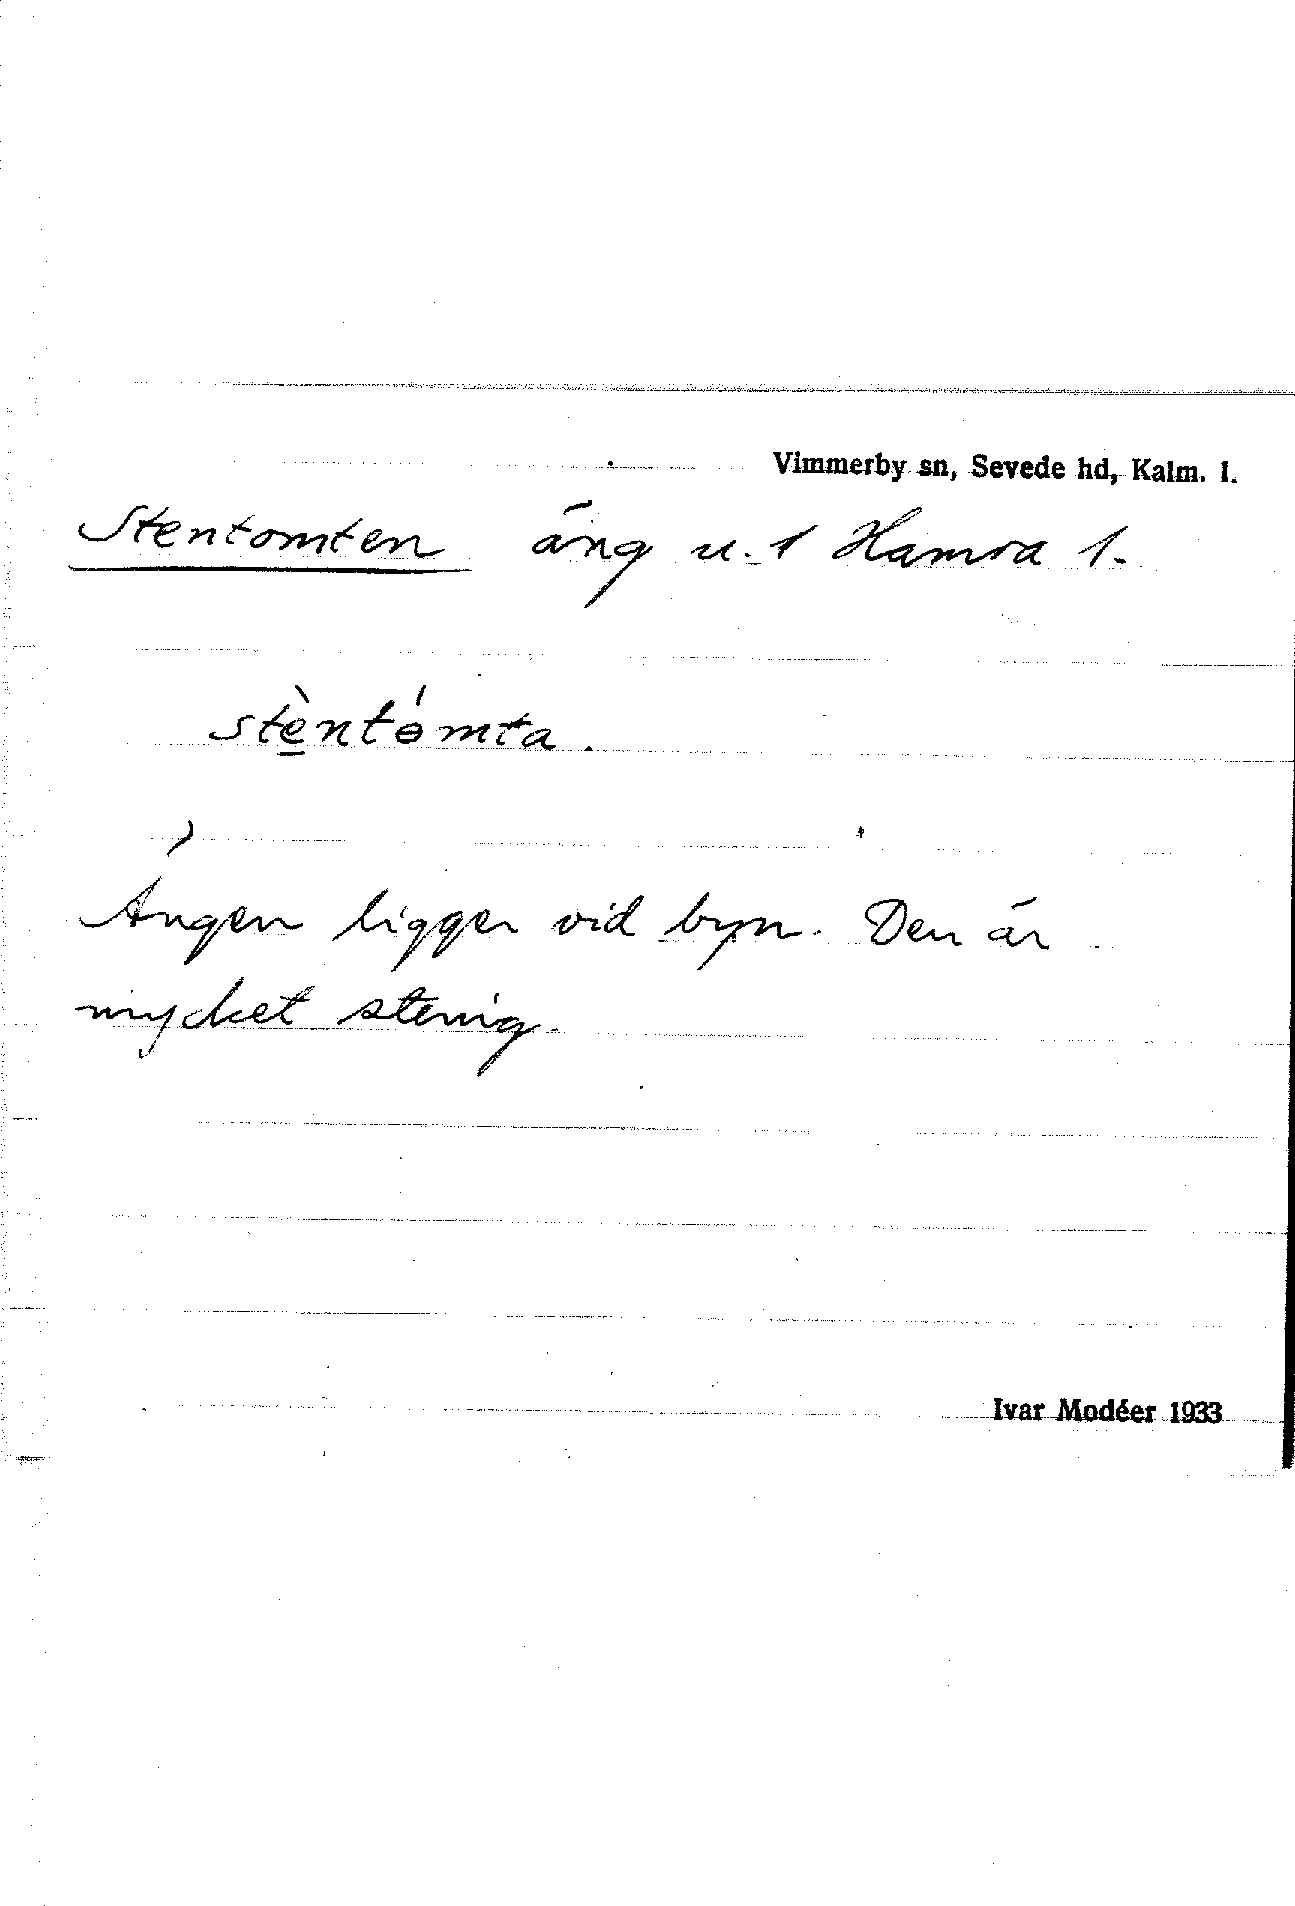 Vimmerby sn, Sevede hd, Kalm. l.
Stentomten äng u. 1 Hamra 1.
stèntómta.
Ängen ligger vid byn. Den är
mycket stenig.
Ivar Modéer 1933